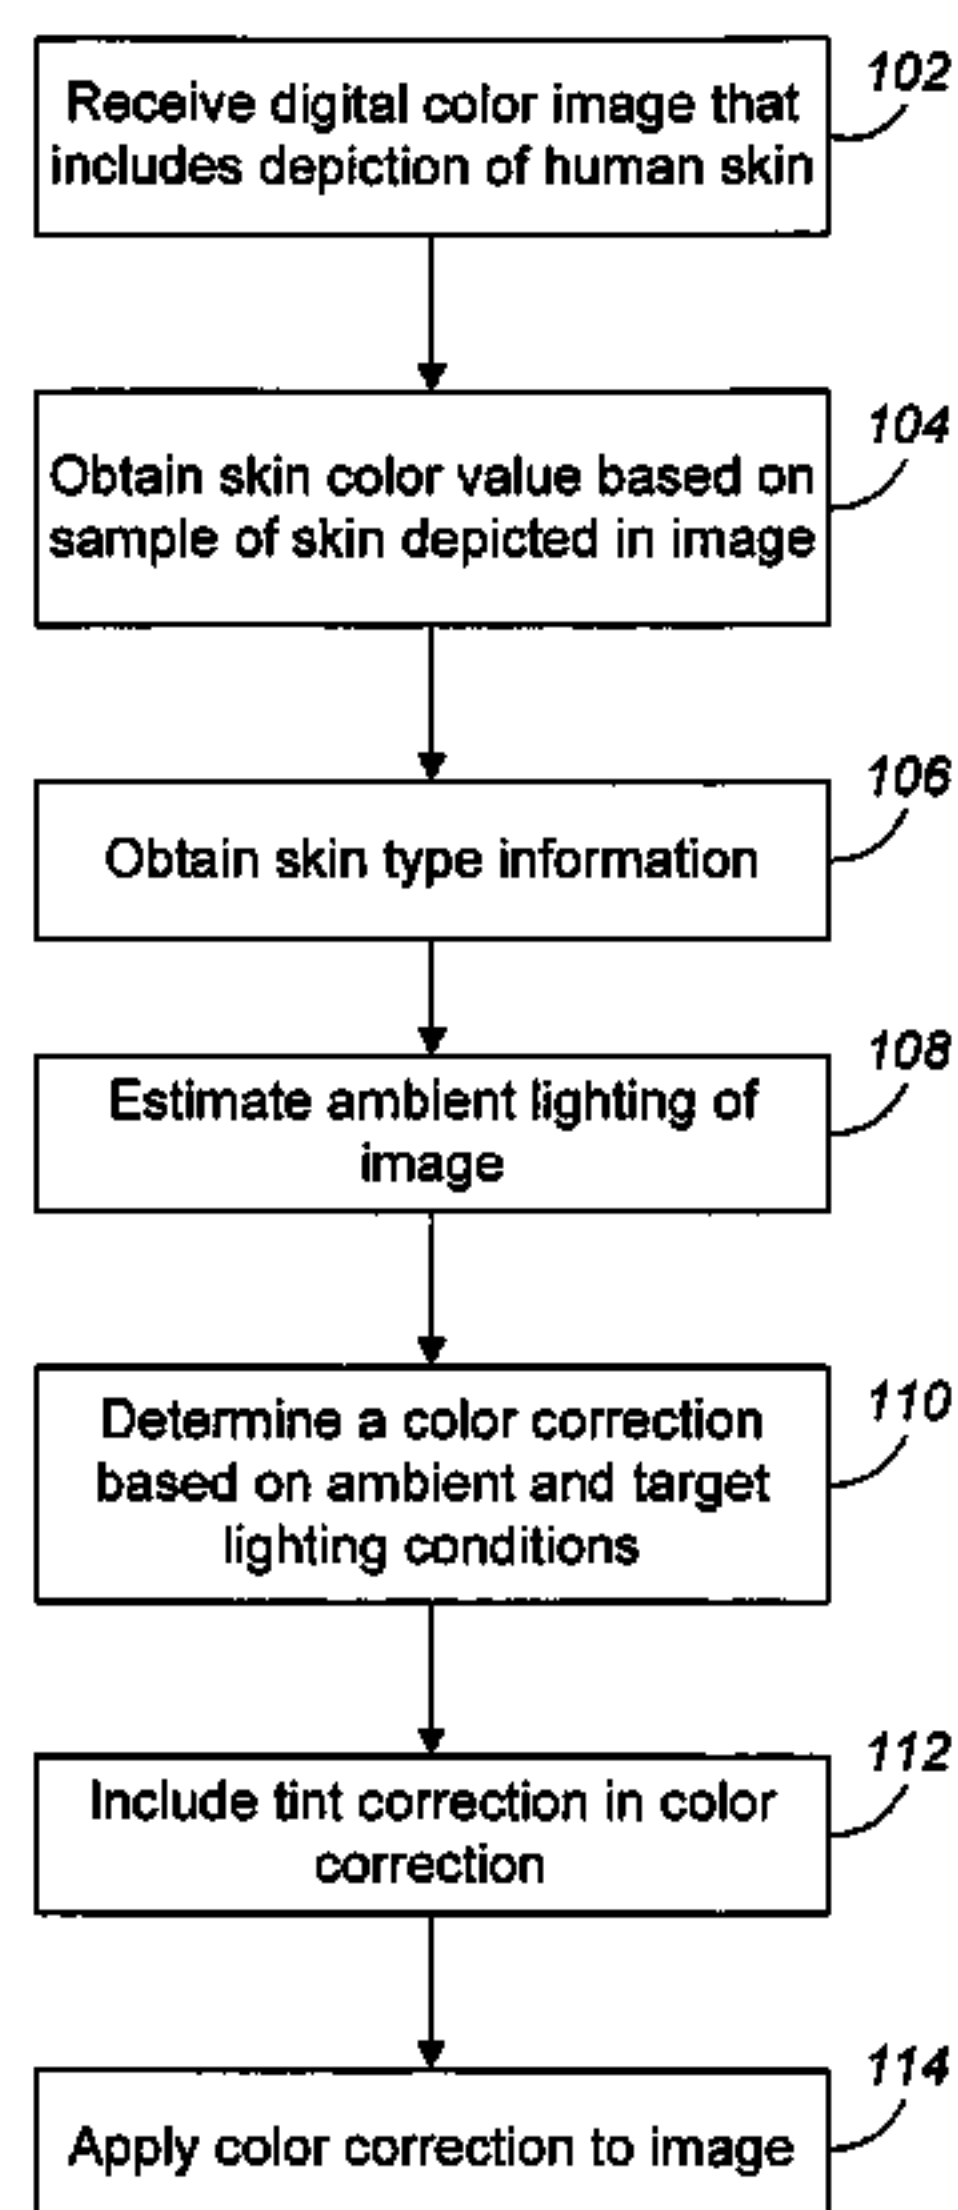 102
Receive digital color image that
includes depiction of human skin
104
Obtain skin color value based on
sample of skin depicted in image
106
Obtain skin type information
108
Estimate ambient lighting of
image
110
Determine a color correction
based on ambient and target
lighting conditions
112
Include tint correction in color
correction
114
Apply color correction to image